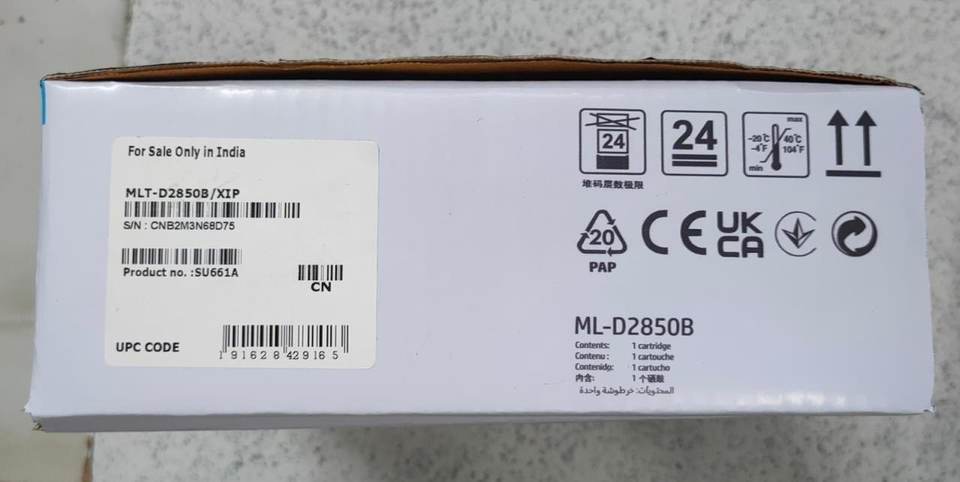 For Sale Only in India
MLT-D2850B/XIP
S/N : CNB2M3N68D75
Product no. :SU661A
CN
UPC CODE
1 91628 42916 5
24
24
max
-20°C
-4°F
40°C
104°F
min
堆码层数极限
20
PAP
CE
UK
CA
ML-D2850B
Contents: 1 cartridge
Contenu : 1 cartouche
Contenido: 1 cartucho
内含: 1 个硒鼓
المحتويات: خرطوشة واحدة